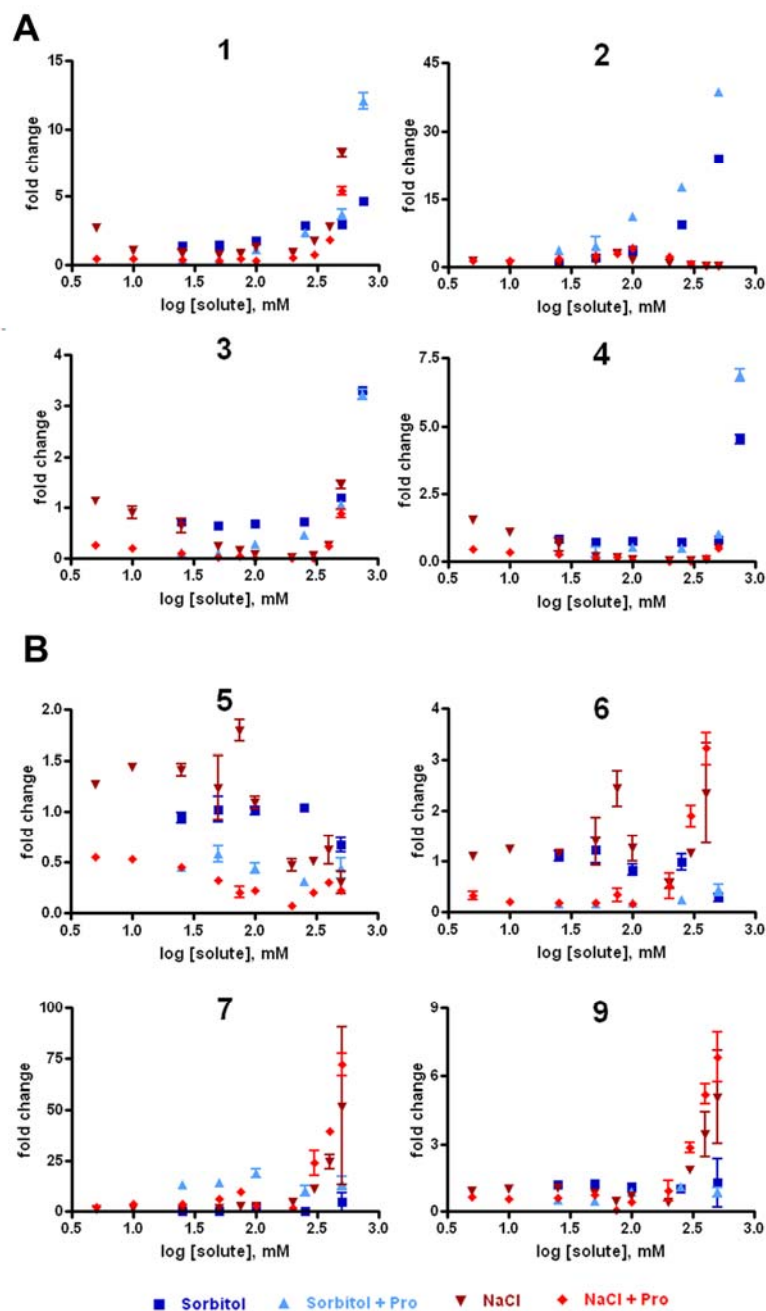 A
1
2
15
10
5
0
fold change
0.5 1.0 1.5 2.0 2.5 3.0
log [solute], mM
45
30
15
0
fold change
0.5 1.0 1.5 2.0 2.5 3.0
log [solute], mM
3
4
4
3
2
1
0
fold change
0.5 1.0 1.5 2.0 2.5 3.0
log [solute], mM
7.5
5.0
2.5
0.0
fold change
0.5 1.0 1.5 2.0 2.5 3.0
log [solute], mM
B
5
6
2.0
1.5
1.0
0.5
0.0
fold change
0.5 1.0 1.5 2.0 2.5 3.0
log [solute], mM
4
3
2
1
0
fold change
0.5 1.0 1.5 2.0 2.5 3.0
log [solute], mM
7
9
100
75
50
25
0
fold change
0.5 1.0 1.5 2.0 2.5 3.0
log [solute], mM
9
6
3
0
fold change
0.5 1.0 1.5 2.0 2.5 3.0
log [solute], mM
Sorbitol Sorbitol + Pro NaCl NaCl + Pro